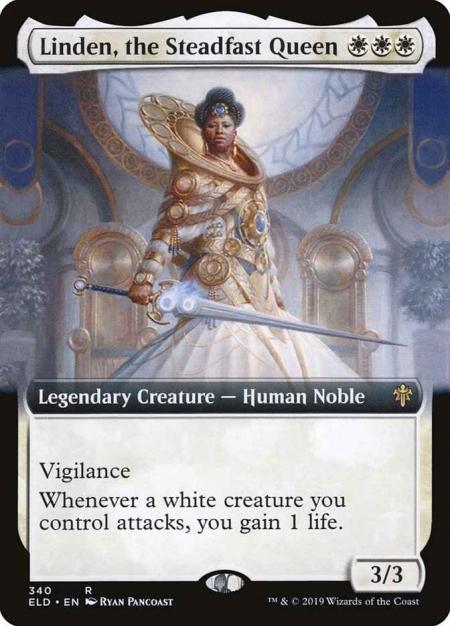 Linden, the Steadfast Queen
Legendary Creature — Human Noble
Vigilance
Whenever a white creature you
control attacks, you gain 1 life.
3/3
340 R
ELD • EN Ryan Pancoast
™ & © 2019 Wizards of the Coast